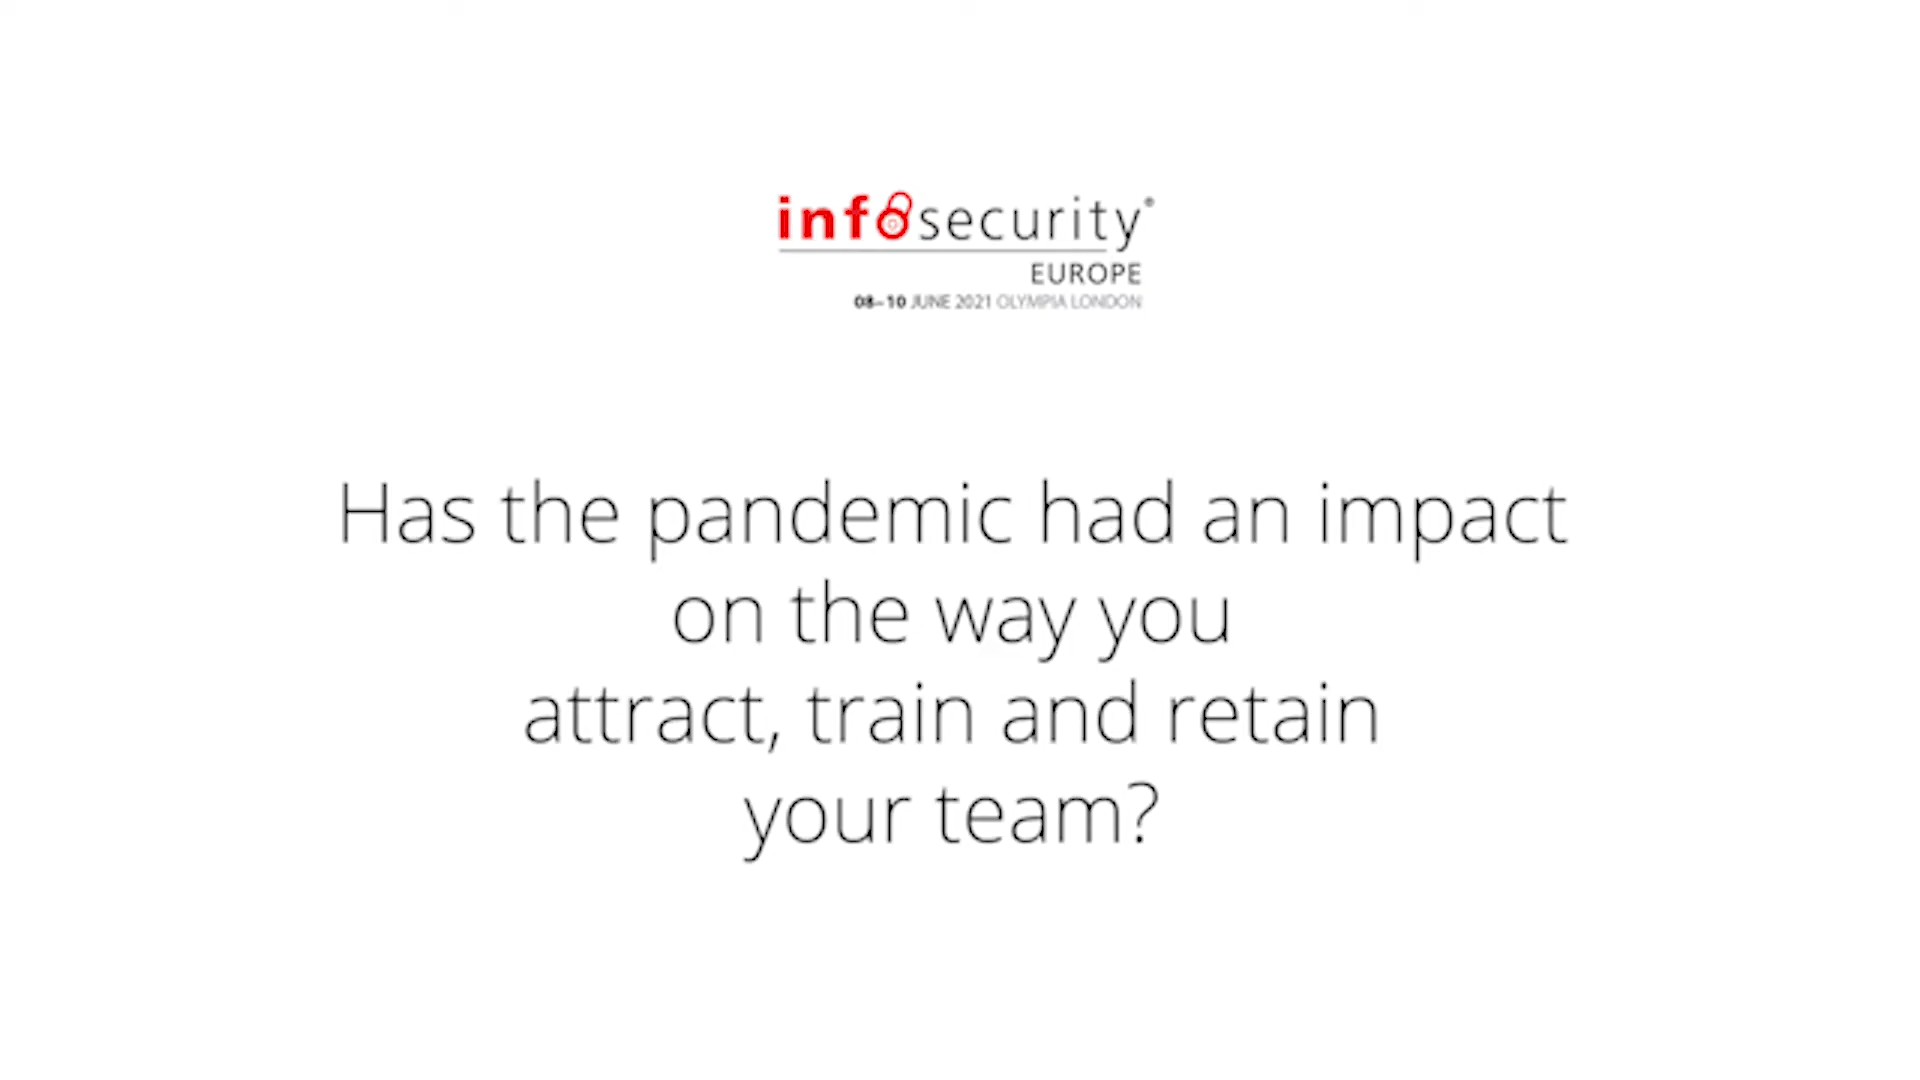 infosecurity®
EUROPE
08–10 JUNE 2021 OLYMPIA LONDON
Has the pandemic had an impact
on the way you
attract, train and retain
your team?